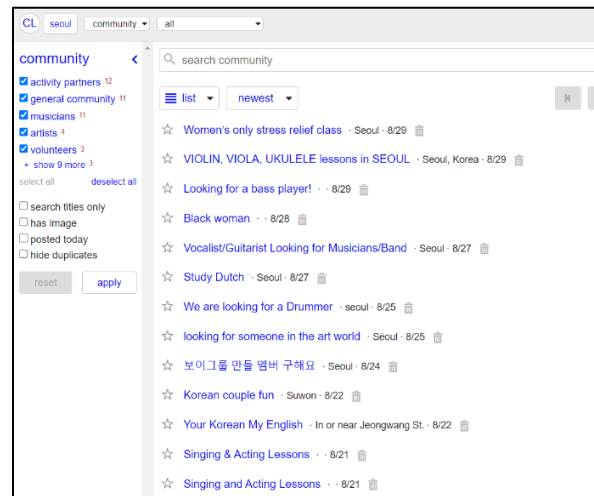 CL seoul community all
community
activity partners 12
general community 11
musicians 11
artists 4
volunteers 3
+ show 9 more 3
select all deselect all
search titles only
has image
posted today
hide duplicates
reset apply
search community
list newest
Women's only stress relief class · Seoul · 8/29
VIOLIN, VIOLA, UKULELE lessons in SEOUL · Seoul, Korea · 8/29
Looking for a bass player! · · 8/29
Black woman · · 8/28
Vocalist/Guitarist Looking for Musicians/Band · Seoul · 8/27
Study Dutch · Seoul · 8/27
We are looking for a Drummer · seoul · 8/25
looking for someone in the art world · Séoul · 8/25
보이그룹 만들 멤버 구해요 · Seoul · 8/24
Korean couple fun · Suwon · 8/22
Your Korean My English · In or near Jeongwang St. · 8/22
Singing & Acting Lessons · · 8/21
Singing and Acting Lessons · · 8/21